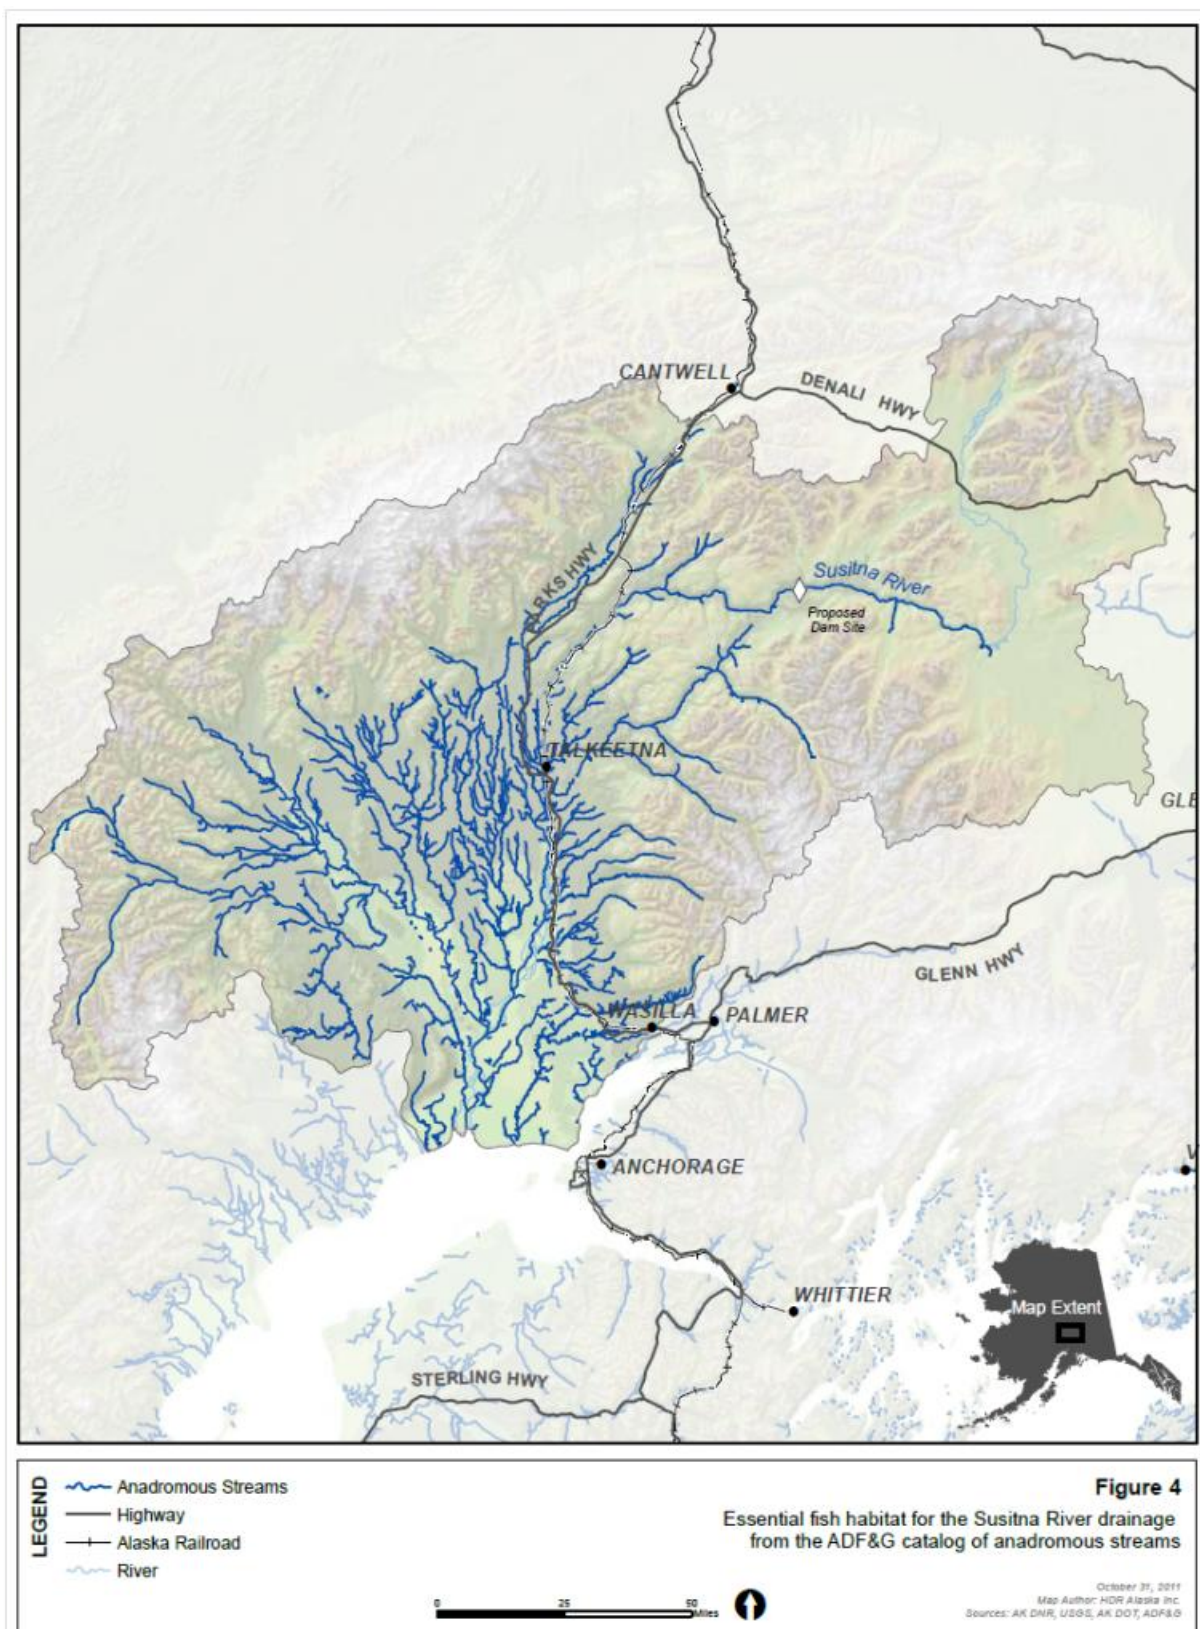 CANTWELL
DENALI HWY
PARKS HWY
Susitna River
Proposed
Dam Site
TALKEETNA
GLE
GLENN HWY
WASILLA
PALMER
ANCHORAGE
V
WHITTIER
Map Extent
STERLING HWY
LEGEND
Anadromous Streams
Highway
Alaska Railroad
River
Figure 4
Essential fish habitat for the Susitna River drainage
from the ADF&G catalog of anadromous streams
0 25 50 Miles
October 31, 2011
Map Author: HDR Alaska Inc.
Sources: AK DNR, USGS, AK DOT, ADF&G